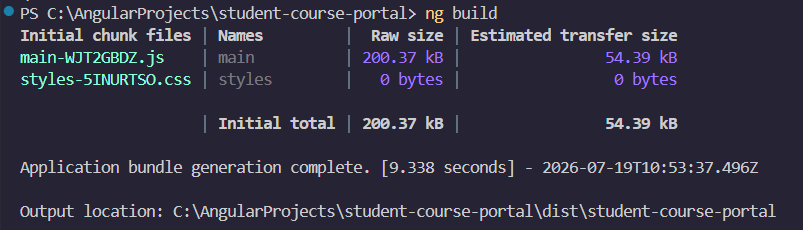 PS C:\AngularProjects\student-course-portal> ng build
Initial chunk files | Names | Raw size | Estimated transfer size
main-WJT2GBDZ.js | main | 200.37 kB | 54.39 kB
styles-5INURTSO.css | styles | 0 bytes | 0 bytes
| Initial total | 200.37 kB | 54.39 kB
Application bundle generation complete. [9.338 seconds] - 2026-07-19T10:53:37.496Z
Output location: C:\AngularProjects\student-course-portal\dist\student-course-portal